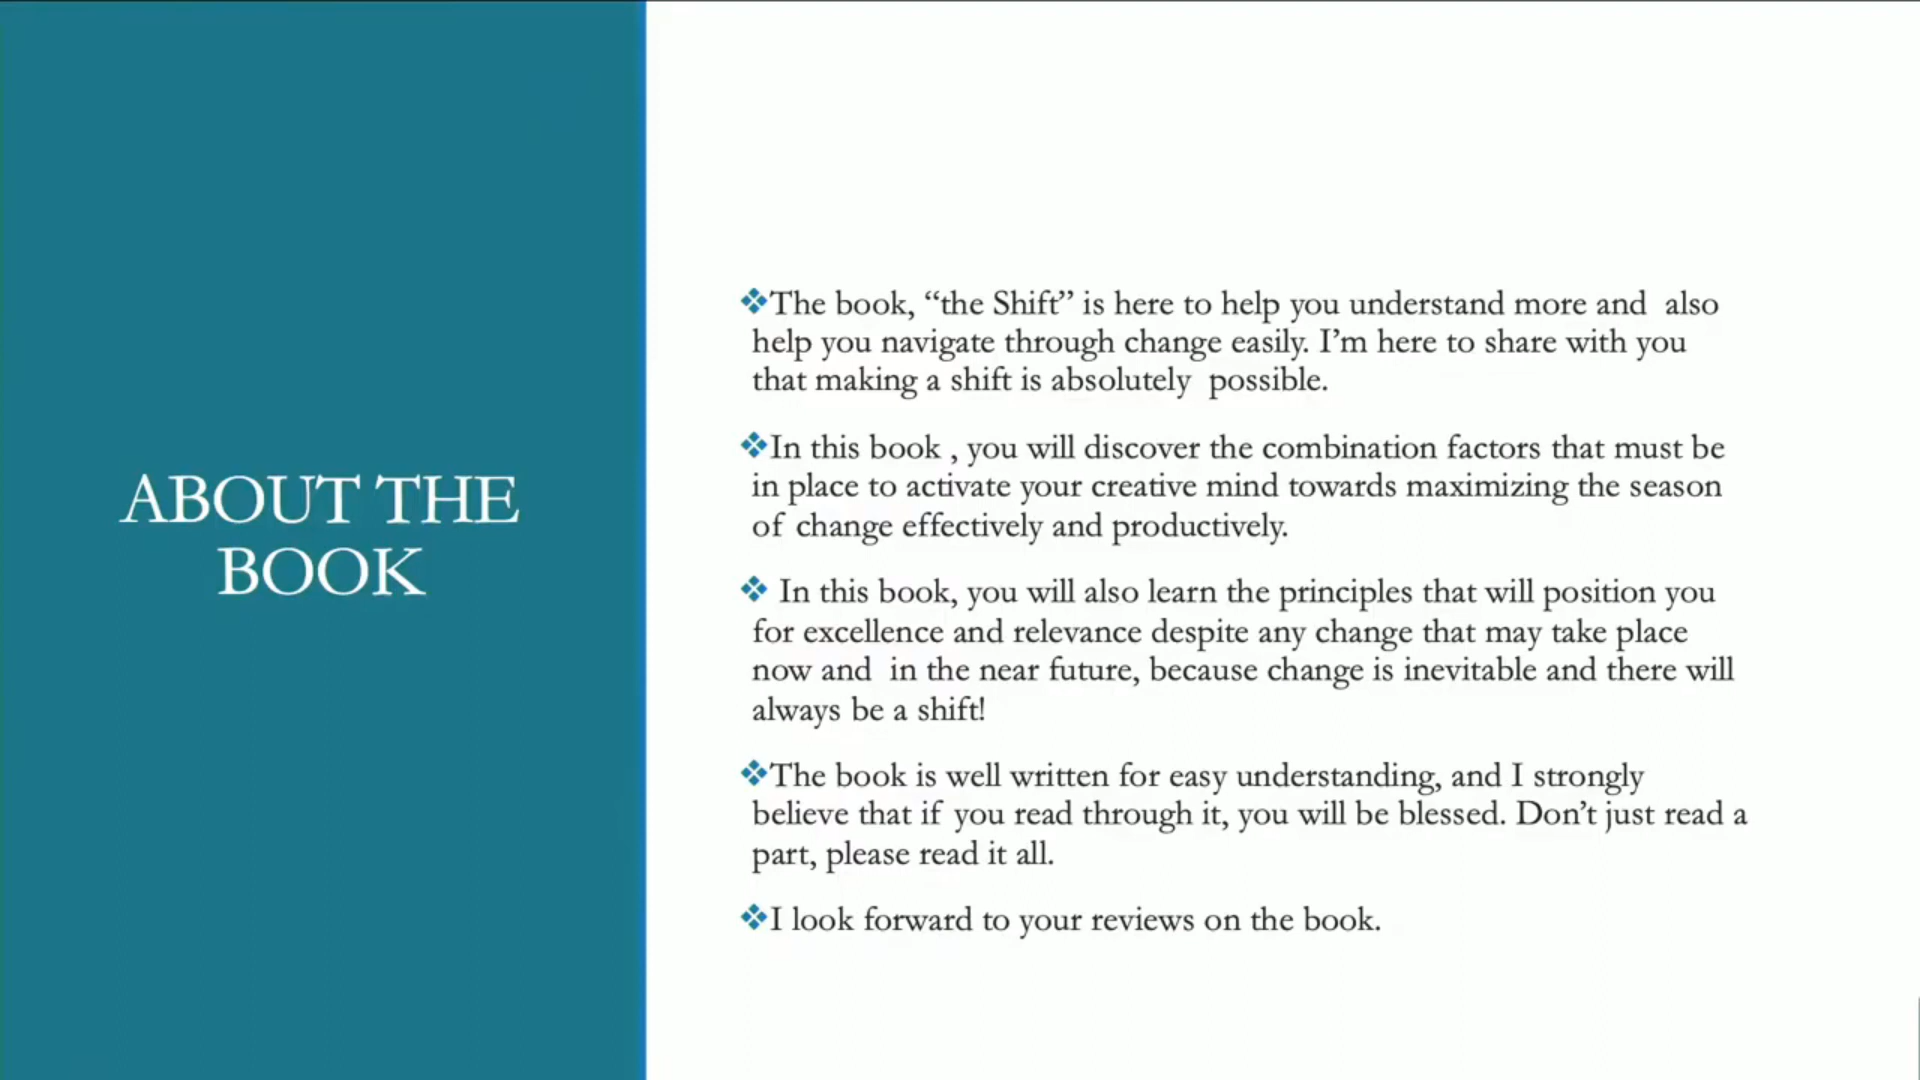 ABOUT THE
BOOK
❖The book, “the Shift” is here to help you understand more and  also
help you navigate through change easily. I’m here to share with you
that making a shift is absolutely  possible.
❖In this book , you will discover the combination factors that must be
in place to activate your creative mind towards maximizing the season
of change effectively and productively.
❖ In this book, you will also learn the principles that will position you
for excellence and relevance despite any change that may take place
now and  in the near future, because change is inevitable and there will
always be a shift!
❖The book is well written for easy understanding, and I strongly
believe that if you read through it, you will be blessed. Don’t just read a
part, please read it all.
❖I look forward to your reviews on the book.